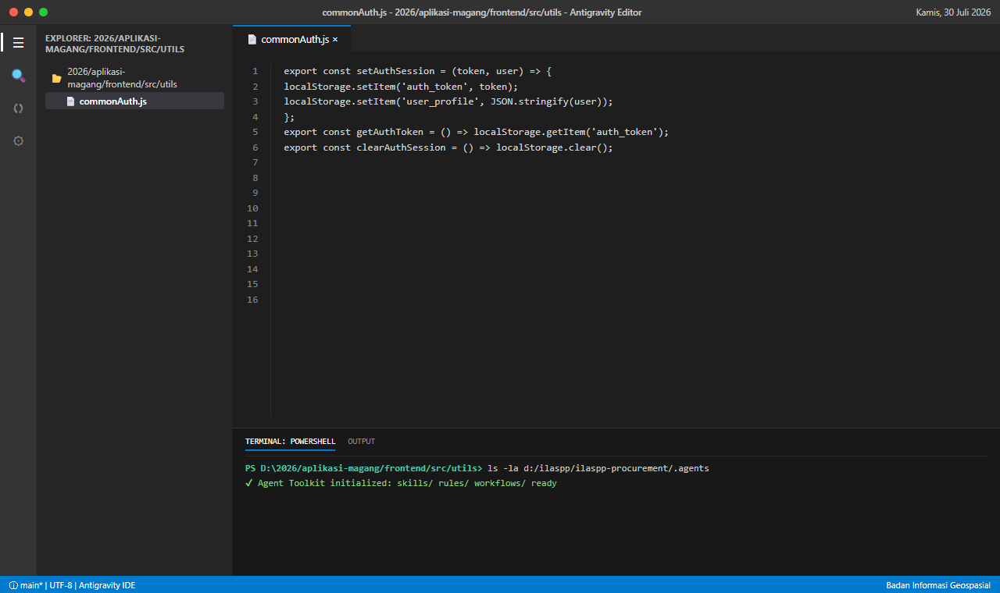 commonAuth.js - 2026/aplikasi-magang/frontend/src/utils - Antigravity Editor
Kamis, 30 Juli 2026
EXPLORER: 2026/APLIKASI-
MAGANG/FRONTEND/SRC/UTILS
2026/aplikasi-
magang/frontend/src/utils
commonAuth.js
commonAuth.js ×
1 export const setAuthSession = (token, user) => {
2 localStorage.setItem('auth_token', token);
3 localStorage.setItem('user_profile', JSON.stringify(user));
4 };
5 export const getAuthToken = () => localStorage.getItem('auth_token');
6 export const clearAuthSession = () => localStorage.clear();
7
8
9
10
11
12
13
14
15
16
TERMINAL: POWERSHELL OUTPUT
PS D:\2026/aplikasi-magang/frontend/src/utils> ls -la d:/ilaspp/ilaspp-procurement/.agents
✓ Agent Toolkit initialized: skills/ rules/ workflows/ ready
main* | UTF-8 | Antigravity IDE
Badan Informasi Geospasial